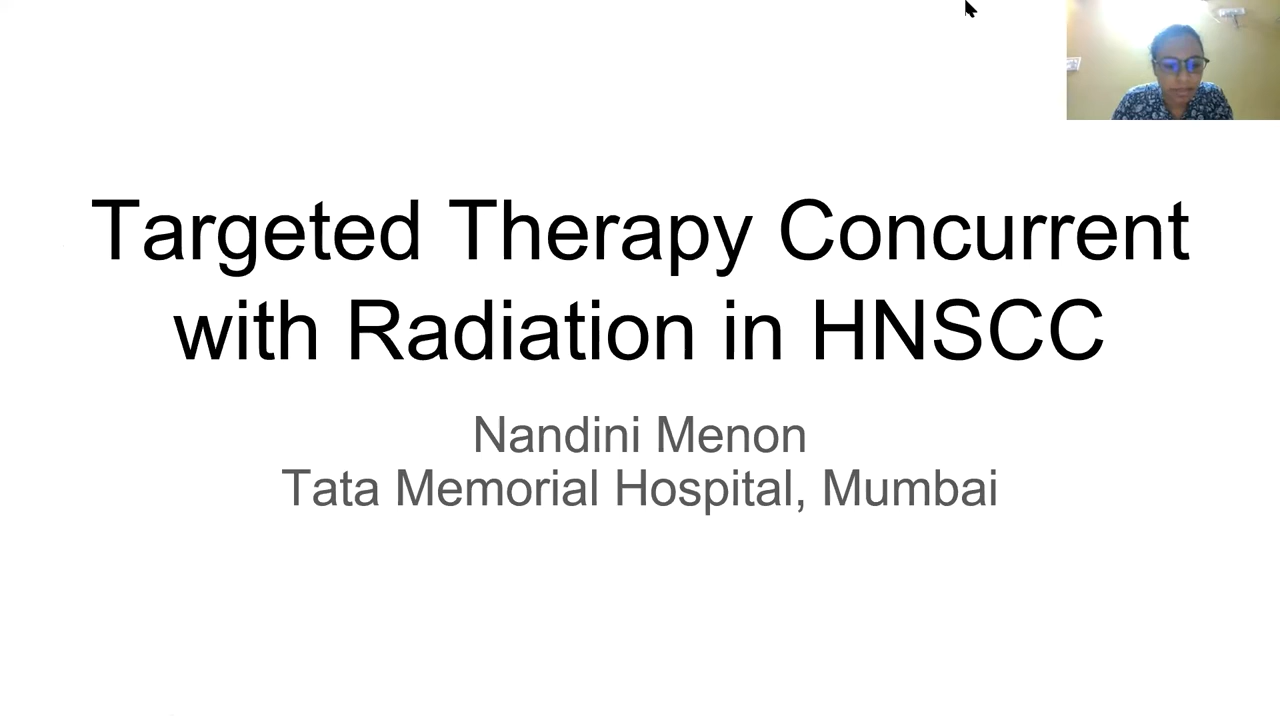 Targeted Therapy Concurrent
with Radiation in HNSCC
Nandini Menon
Tata Memorial Hospital, Mumbai